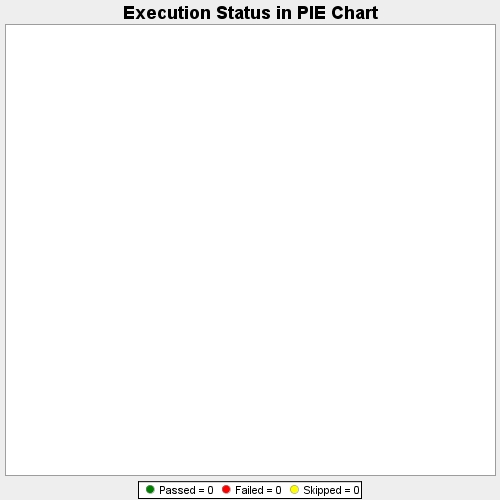 Execution Status in PIE Chart
Passed = 0 Failed = 0 Skipped = 0